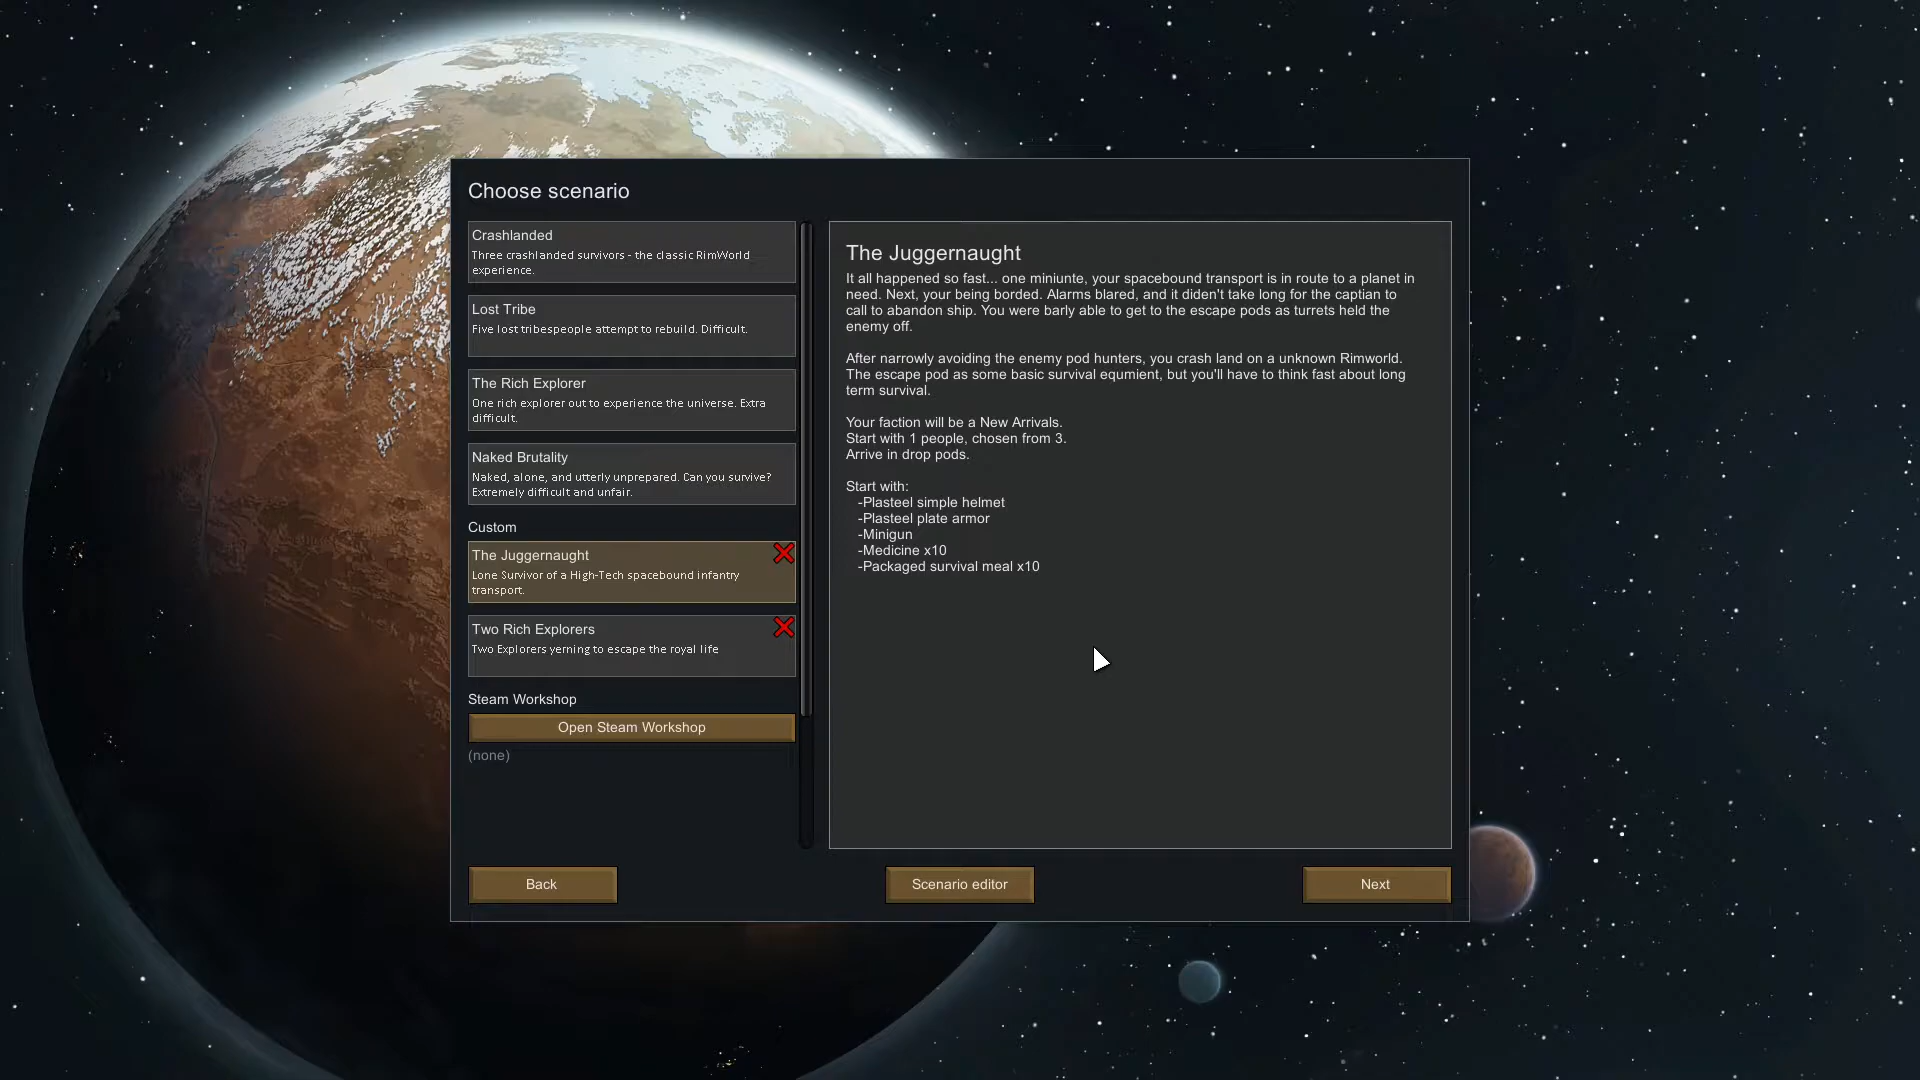 Choose scenario
Crashlanded
Three crashlanded survivors - the classic RimWorld
experience.
Lost Tribe
Five lost tribespeople attempt to rebuild. Difficult.
The Rich Explorer
One rich explorer out to experience the universe. Extra
difficult.
Naked Brutality
Naked, alone, and utterly unprepared. Can you survive?
Extremely difficult and unfair.
Custom
The Juggernaught
Lone Survivor of a High-Tech spacebound infantry
transport.
Two Rich Explorers
Two Explorers yerning to escape the royal life
Steam Workshop
Open Steam Workshop
(none)
The Juggernaught
It all happened so fast... one miniunte, your spacebound transport is in route to a planet in
need. Next, your being borded. Alarms blared, and it diden't take long for the captian to
call to abandon ship. You were barly able to get to the escape pods as turrets held the
enemy off.
After narrowly avoiding the enemy pod hunters, you crash land on a unknown Rimworld.
The escape pod as some basic survival equmient, but you'll have to think fast about long
term survival.
Your faction will be a New Arrivals.
Start with 1 people, chosen from 3.
Arrive in drop pods.
Start with:
-Plasteel simple helmet
-Plasteel plate armor
-Minigun
-Medicine x10
-Packaged survival meal x10
Back
Scenario editor
Next